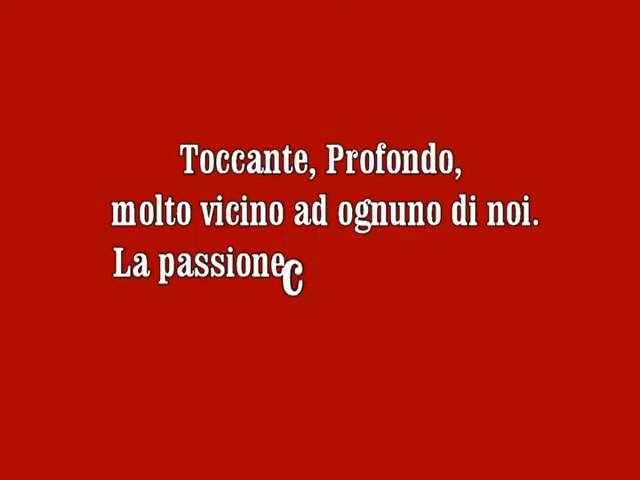 Toccante, Profondo,
molto vicino ad ognuno di noi.
La passione c